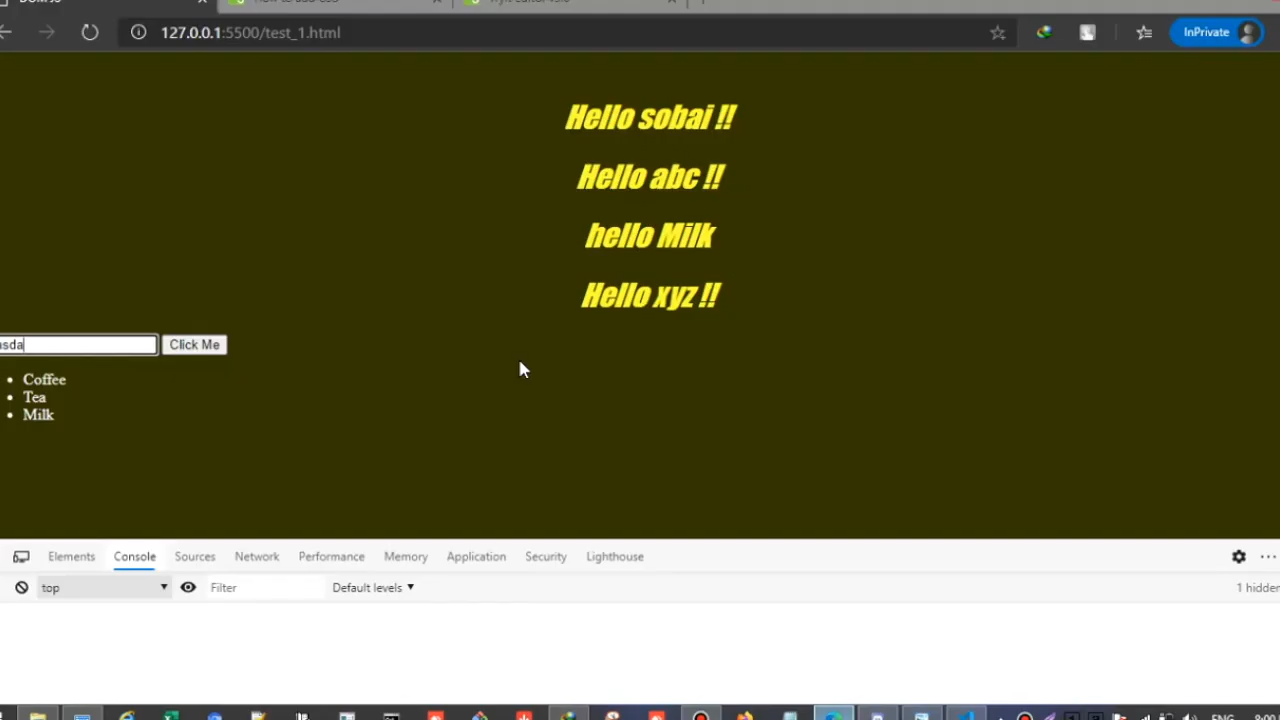 127.0.0.1:5500/test_1.html
InPrivate
Hello sobai !!
Hello abc !!
hello Milk
Hello xyz !!
asda Click Me
Coffee
Tea
Milk
Elements Console Sources Network Performance Memory Application Security Lighthouse
top Filter Default levels 1 hidden
ENG